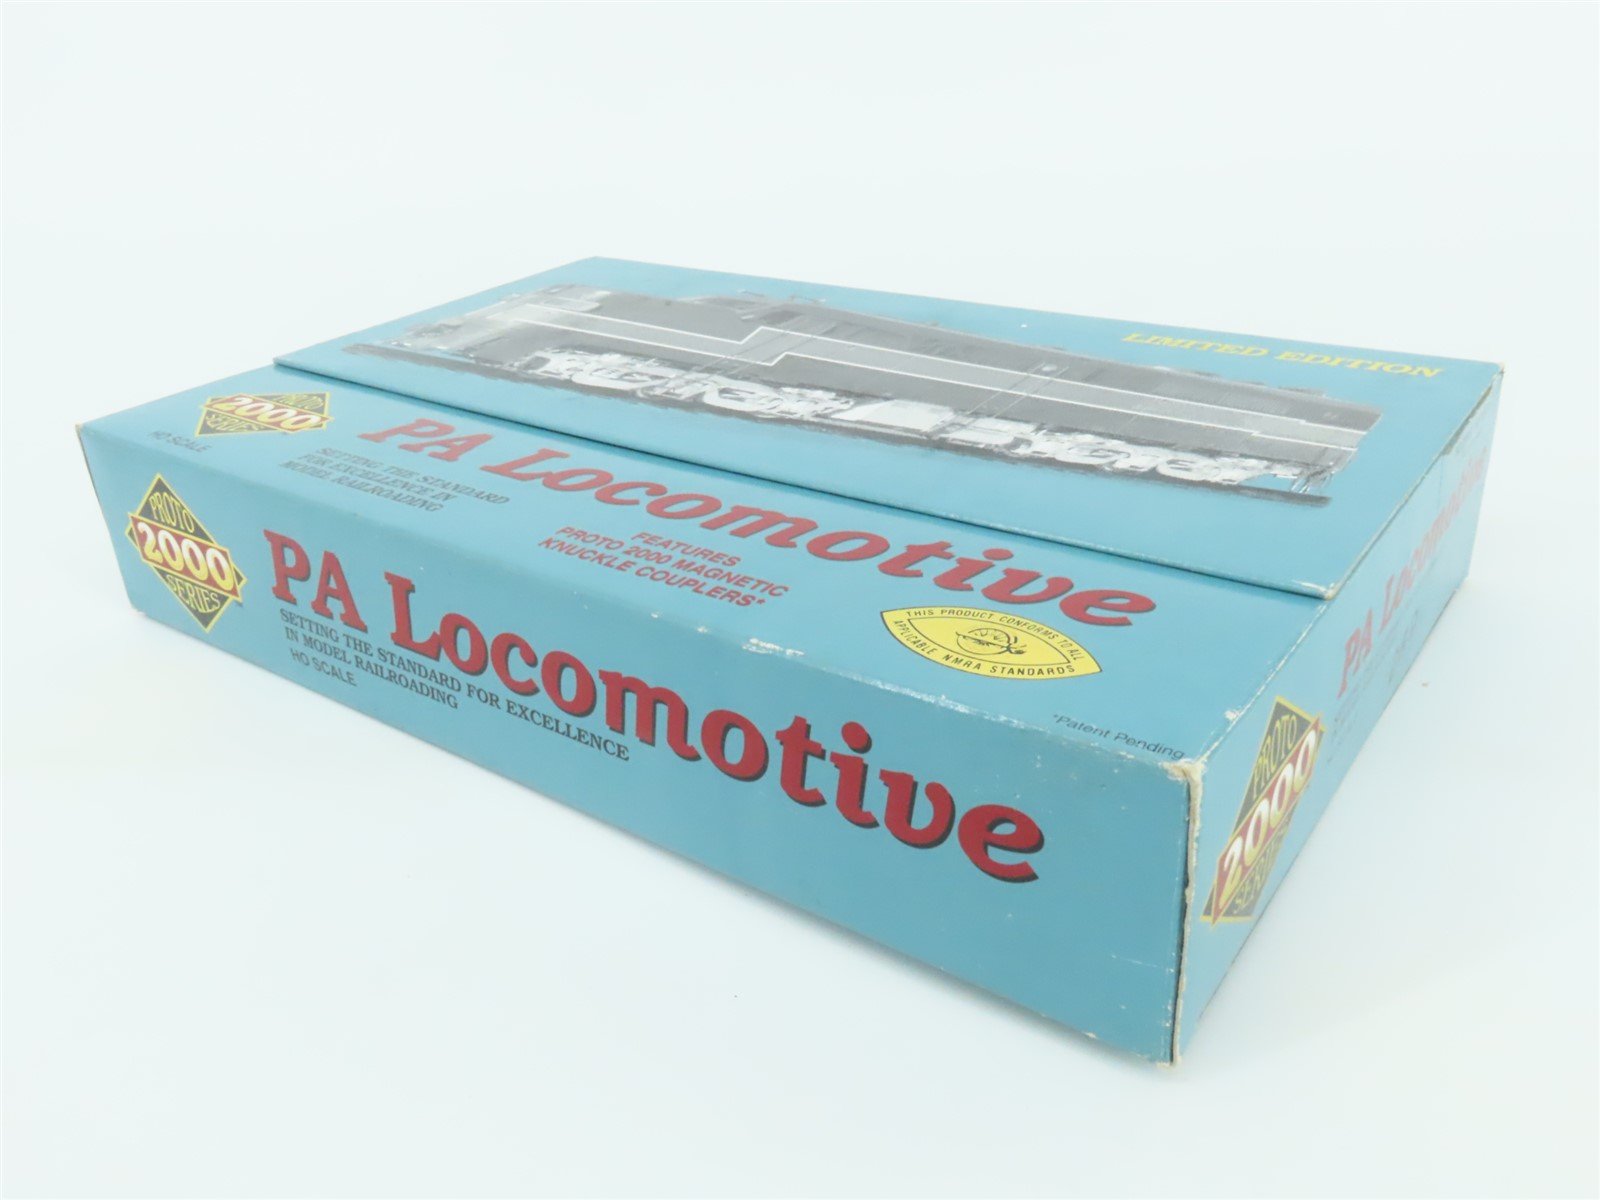 LIMITED EDITION
PROTO
2000
SERIES
HO SCALE
PA LOCOMOTIVE
SETTING THE STANDARD
FOR EXCELLENCE IN
MODEL RAILROADING
FEATURES
PROTO 2000 MAGNETIC
KNUCKLE COUPLERS*
THIS PRODUCT CONFORMS TO ALL
APPLICABLE NMRA STANDARDS
*Patent Pending
PROTO
2000
SERIES
PA LOCOMOTIVE
SETTING THE STANDARD FOR EXCELLENCE
IN MODEL RAILROADING
HO SCALE
PROTO
2000
SERIES
PA LOCOMOTIVE